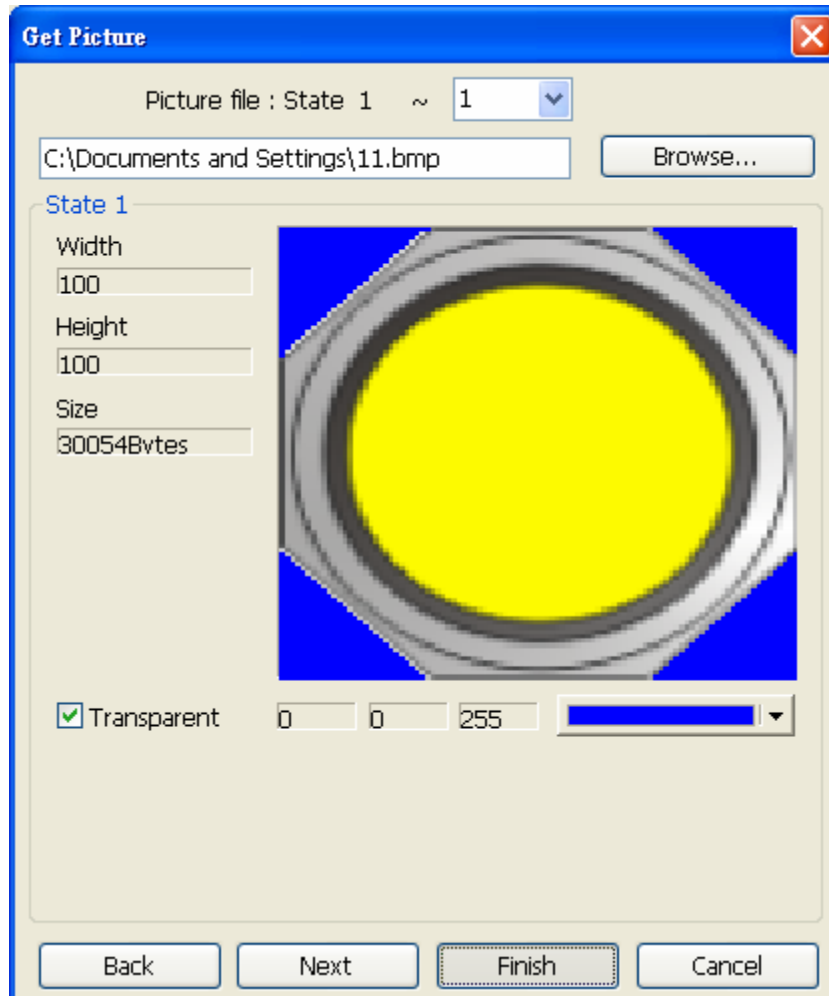 Get Picture
Picture file : State 1 ~ 1
C:\Documents and Settings\11.bmp Browse...
State 1
Width
100
Height
100
Size
30054Bytes
Transparent 0 0 255
Back Next Finish Cancel